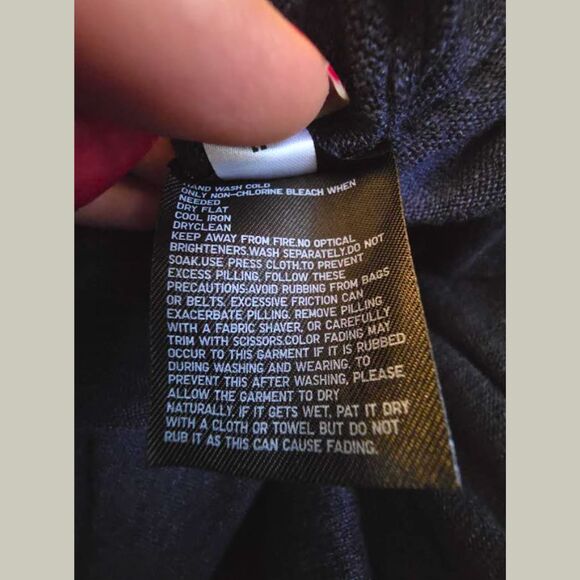 HAND WASH COLD
ONLY NON-CHLORINE BLEACH WHEN
NEEDED
DRY FLAT
COOL IRON
DRYCLEAN
KEEP AWAY FROM FIRE.NO OPTICAL
BRIGHTENERS.WASH SEPARATELY.DO NOT
SOAK.USE PRESS CLOTH.TO PREVENT
EXCESS PILLING, FOLLOW THESE
PRECAUTIONS:AVOID RUBBING FROM BAGS
OR BELTS. EXCESSIVE FRICTION CAN
EXACERBATE PILLING. REMOVE PILLING
WITH A FABRIC SHAVER, OR CAREFULLY
TRIM WITH SCISSORS.COLOR FADING MAY
OCCUR TO THIS GARMENT IF IT IS RUBBED
DURING WASHING AND WEARING. TO
PREVENT THIS AFTER WASHING, PLEASE
ALLOW THE GARMENT TO DRY
NATURALLY. IF IT GETS WET, PAT IT DRY
WITH A CLOTH OR TOWEL BUT DO NOT
RUB IT AS THIS CAN CAUSE FADING.